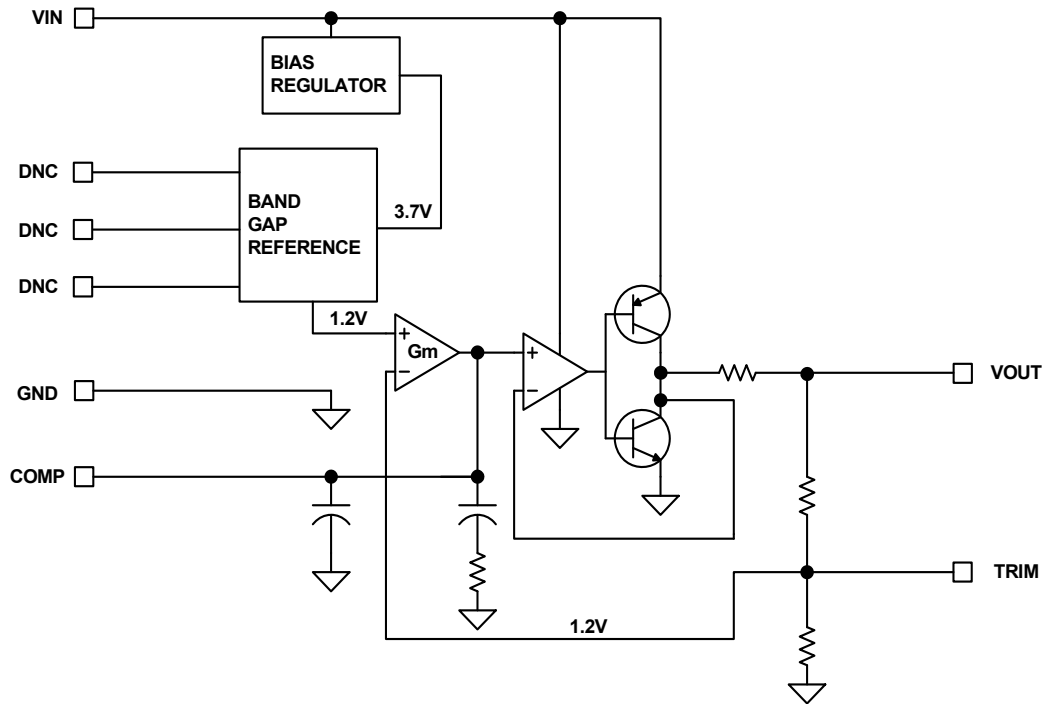 VIN
BIAS
REGULATOR
DNC
DNC
DNC
BAND
GAP
REFERENCE
3.7V
1.2V
+
Gm
−
+
−
VOUT
GND
COMP
TRIM
1.2V